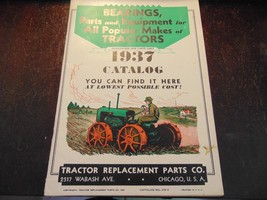 BEARINGS,
Parts and Equipment for
All Popular Makes of
TRACTORS
1937
CATALOG
YOU CAN FIND IT HERE
AT LOWEST POSSIBLE COST!
TRACTOR REPLACEMENT PARTS CO.
2317 WABASH AVE. • • CHICAGO, U. S. A.